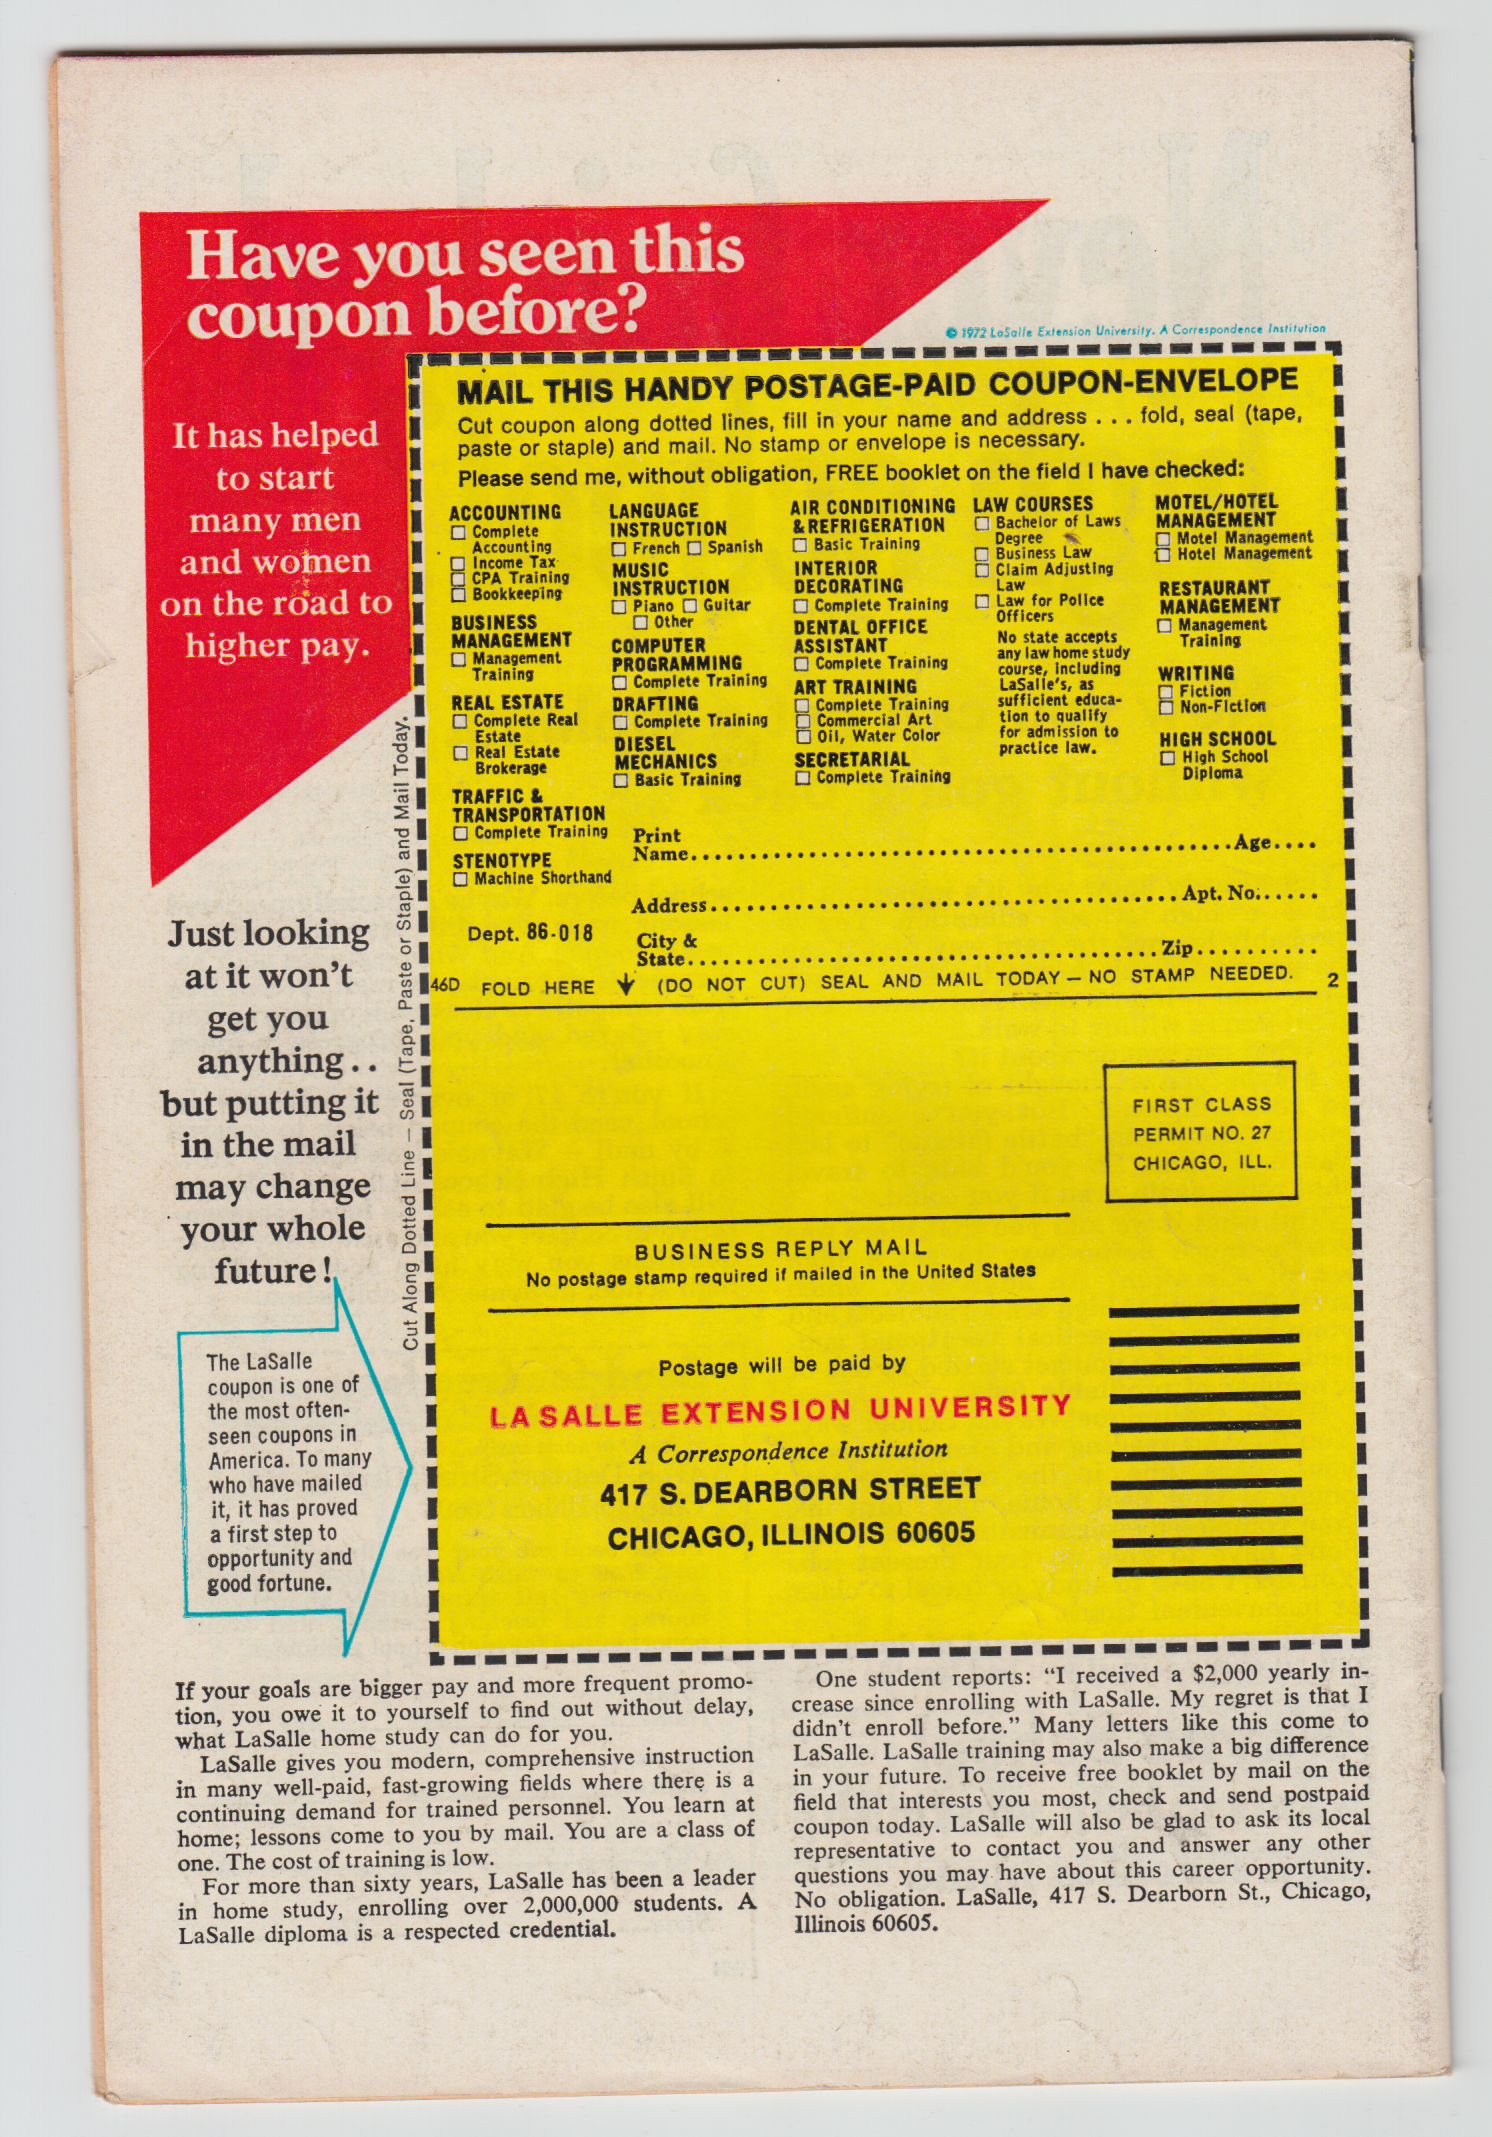 Have you seen this
coupon before?
It has helped
to start
many men
and women
on the road to
higher pay.
© 1972 LaSalle Extension University. A Correspondence Institution
MAIL THIS HANDY POSTAGE-PAID COUPON-ENVELOPE
Cut coupon along dotted lines, fill in your name and address . . . fold, seal (tape,
paste or staple) and mail. No stamp or envelope is necessary.
Please send me, without obligation, FREE booklet on the field I have checked:
ACCOUNTING
☐ Complete
Accounting
☐ Income Tax
☐ CPA Training
☐ Bookkeeping
BUSINESS
MANAGEMENT
☐ Management
Training
REAL ESTATE
☐ Complete Real
Estate
☐ Real Estate
Brokerage
TRAFFIC &
TRANSPORTATION
☐ Complete Training
STENOTYPE
☐ Machine Shorthand
LANGUAGE
INSTRUCTION
☐ French ☐ Spanish
MUSIC
INSTRUCTION
☐ Piano ☐ Guitar
☐ Other
COMPUTER
PROGRAMMING
☐ Complete Training
DRAFTING
☐ Complete Training
DIESEL
MECHANICS
☐ Basic Training
AIR CONDITIONING
& REFRIGERATION
☐ Basic Training
INTERIOR
DECORATING
☐ Complete Training
DENTAL OFFICE
ASSISTANT
☐ Complete Training
ART TRAINING
☐ Complete Training
☐ Commercial Art
☐ Oil, Water Color
SECRETARIAL
☐ Complete Training
LAW COURSES
☐ Bachelor of Laws
Degree
☐ Business Law
☐ Claim Adjusting
Law
☐ Law for Police
Officers
No state accepts
any law home study
course, including
LaSalle's, as
sufficient educa-
tion to qualify
for admission to
practice law.
MOTEL/HOTEL
MANAGEMENT
☐ Motel Management
☐ Hotel Management
RESTAURANT
MANAGEMENT
☐ Management
Training
WRITING
☐ Fiction
☐ Non-Fiction
HIGH SCHOOL
☐ High School
Diploma
Print
Name.......... Age....
Address.......... Apt. No......
Dept. 86-018
City &
State.......... Zip..........
46D FOLD HERE ↓ (DO NOT CUT) SEAL AND MAIL TODAY — NO STAMP NEEDED. 2
Cut Along Dotted Line — Seal (Tape, Paste or Staple) and Mail Today.
Just looking
at it won't
get you
anything . .
but putting it
in the mail
may change
your whole
future!
FIRST CLASS
PERMIT NO. 27
CHICAGO, ILL.
BUSINESS REPLY MAIL
No postage stamp required if mailed in the United States
Postage will be paid by
LA SALLE EXTENSION UNIVERSITY
A Correspondence Institution
417 S. DEARBORN STREET
CHICAGO, ILLINOIS 60605
The LaSalle
coupon is one of
the most often-
seen coupons in
America. To many
who have mailed
it, it has proved
a first step to
opportunity and
good fortune.
If your goals are bigger pay and more frequent promo-
tion, you owe it to yourself to find out without delay,
what LaSalle home study can do for you.
LaSalle gives you modern, comprehensive instruction
in many well-paid, fast-growing fields where there is a
continuing demand for trained personnel. You learn at
home; lessons come to you by mail. You are a class of
one. The cost of training is low.
For more than sixty years, LaSalle has been a leader
in home study, enrolling over 2,000,000 students. A
LaSalle diploma is a respected credential.
One student reports: "I received a $2,000 yearly in-
crease since enrolling with LaSalle. My regret is that I
didn't enroll before." Many letters like this come to
LaSalle. LaSalle training may also make a big difference
in your future. To receive free booklet by mail on the
field that interests you most, check and send postpaid
coupon today. LaSalle will also be glad to ask its local
representative to contact you and answer any other
questions you may have about this career opportunity.
No obligation. LaSalle, 417 S. Dearborn St., Chicago,
Illinois 60605.